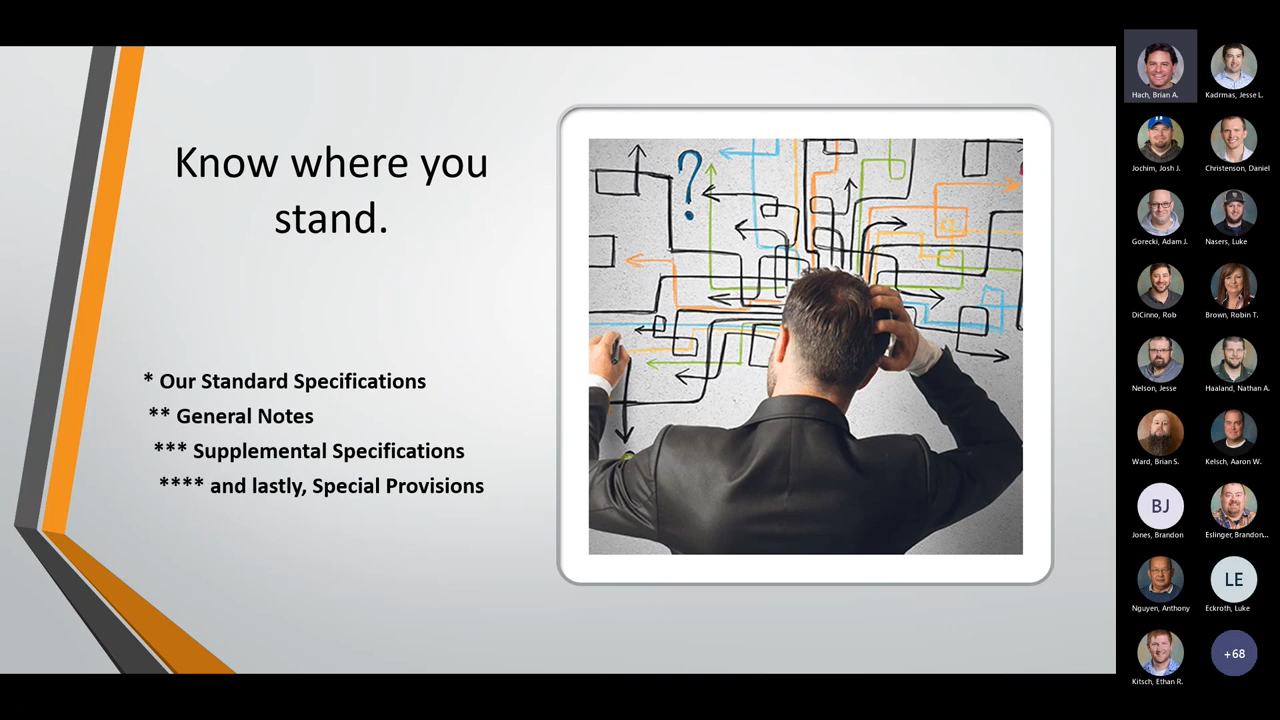 Know where you
stand.
* Our Standard Specifications
** General Notes
*** Supplemental Specifications
**** and lastly, Special Provisions
?
Hach, Brian A.
Kadrmas, Jesse L.
Jochim, Josh J.
Christenson, Daniel
Gorecki, Adam J.
Nasers, Luke
DiCinno, Rob
Brown, Robin T.
Nelson, Jesse
Haaland, Nathan A.
Ward, Brian S.
Kelsch, Aaron W.
BJ
Jones, Brandon
Eslinger, Brandon...
Nguyen, Anthony
LE
Eckroth, Luke
Kitsch, Ethan R.
+68